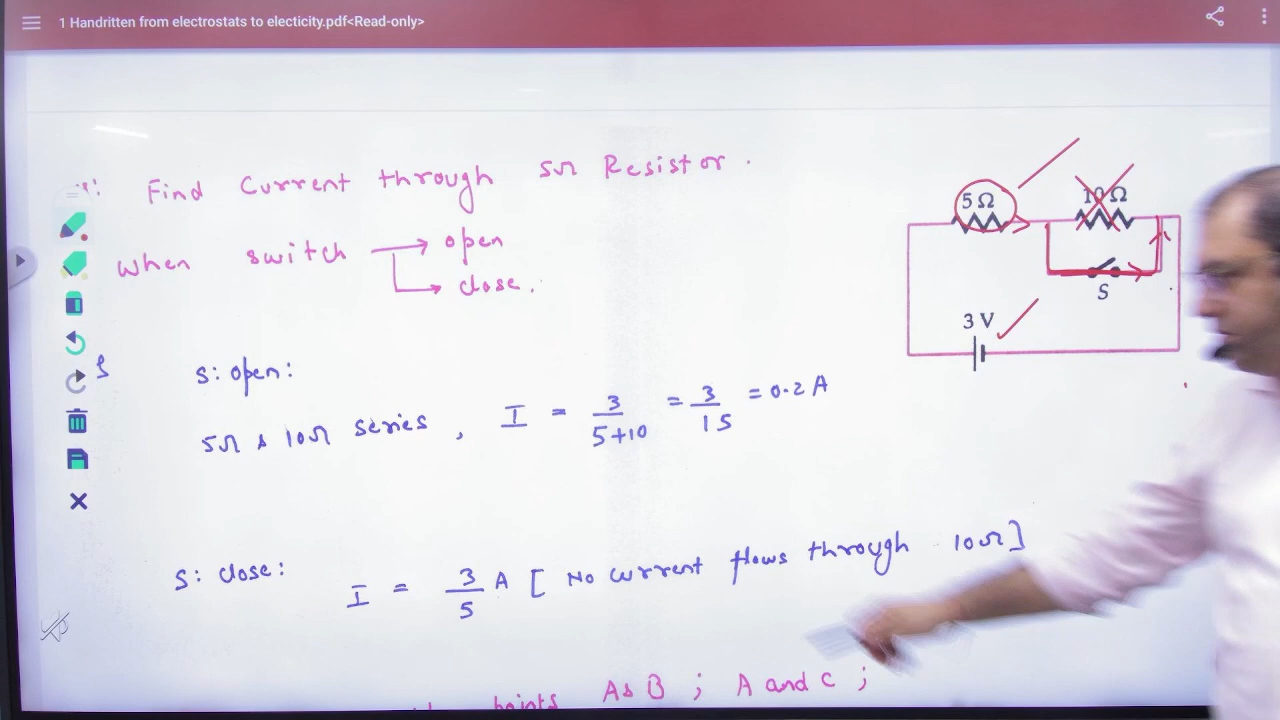 1 Handritten from electrostats to electicity.pdf<Read-only>
Find Current through 5Ω Resistor.
When switch → open
→ close.
5Ω
10Ω
S
3 V
S: open:
5Ω & 10Ω series, I = 3/5+10 = 3/15 = 0.2 A
S: close:
I = 3/5 A [ No current flows through 10Ω]
points A & B ; A and C ;